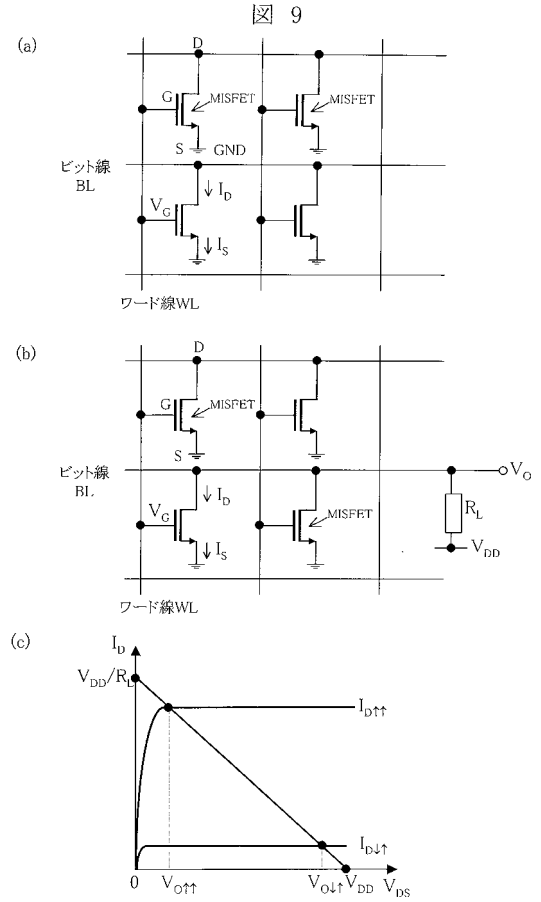 図 9
(a)
D
G
MISFET
MISFET
S
GND
ビット線
BL
I_D
V_G
I_S
ワード線WL
(b)
D
G
MISFET
S
ビット線
BL
I_D
V_G
MISFET
I_S
V_O
R_L
V_DD
ワード線WL
(c)
I_D
V_DD/R_L
I_D↑↑
I_D↓↑
0
V_O↑↑
V_O↓↑
V_DD
V_DS